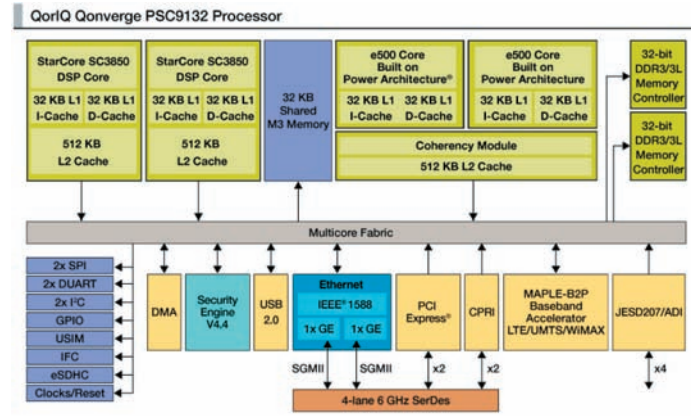 QorIQ Qonverge PSC9132 Processor
StarCore SC3850
DSP Core
32 KB L1
I-Cache
32 KB L1
D-Cache
512 KB
L2 Cache
StarCore SC3850
DSP Core
32 KB L1
I-Cache
32 KB L1
D-Cache
512 KB
L2 Cache
32 KB
Shared
M3 Memory
e500 Core
Built on
Power Architecture®
32 KB L1
I-Cache
32 KB L1
D-Cache
e500 Core
Built on
Power Architecture
32 KB L1
I-Cache
32 KB L1
D-Cache
Coherency Module
512 KB L2 Cache
32-bit
DDR3/3L
Memory
Controller
32-bit
DDR3/3L
Memory
Controller
Multicore Fabric
2x SPI
2x DUART
2x I²C
GPIO
USIM
IFC
eSDHC
Clocks/Reset
DMA
Security
Engine
V4.4
USB
2.0
Ethernet
IEEE® 1588
1x GE
1x GE
PCI
Express®
CPRI
MAPLE-B2P
Baseband
Accelerator
LTE/UMTS/WiMAX
JESD207/ADI
SGMII
SGMII
x2
x2
x4
4-lane 6 GHz SerDes